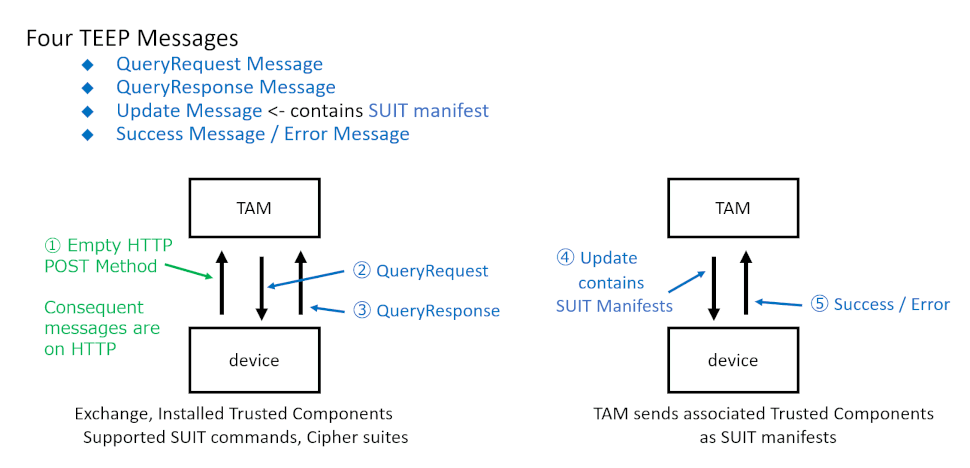 Four TEEP Messages
◆ QueryRequest Message
◆ QueryResponse Message
◆ Update Message <- contains SUIT manifest
◆ Success Message / Error Message
TAM
① Empty HTTP
POST Method
Consequent
messages are
on HTTP
② QueryRequest
③ QueryResponse
device
Exchange, Installed Trusted Components
Supported SUIT commands, Cipher suites
TAM
④ Update
contains
SUIT Manifests
⑤ Success / Error
device
TAM sends associated Trusted Components
as SUIT manifests